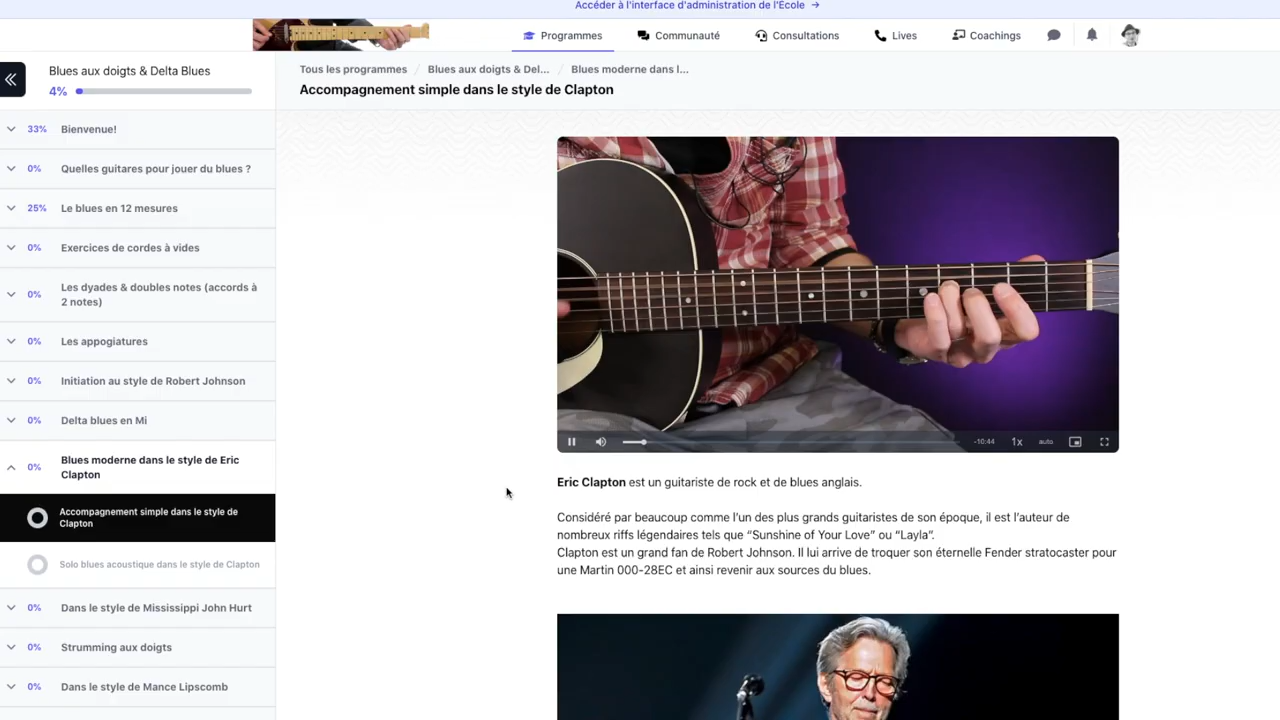 Accéder à l'interface d'administration de l'École →
Programmes
Communauté
Consultations
Lives
Coachings
Blues aux doigts & Delta Blues
4%
Tous les programmes / Blues aux doigts & Del... / Blues moderne dans l...
Accompagnement simple dans le style de Clapton
33% Bienvenue!
0% Quelles guitares pour jouer du blues ?
25% Le blues en 12 mesures
0% Exercices de cordes à vides
0% Les dyades & doubles notes (accords à
2 notes)
0% Les appogiatures
0% Initiation au style de Robert Johnson
0% Delta blues en Mi
0% Blues moderne dans le style de Eric
Clapton
Accompagnement simple dans le style de
Clapton
Solo blues acoustique dans le style de Clapton
0% Dans le style de Mississippi John Hurt
0% Strumming aux doigts
0% Dans le style de Mance Lipscomb
-10:44 1x auto
Eric Clapton est un guitariste de rock et de blues anglais.
Considéré par beaucoup comme l'un des plus grands guitaristes de son époque, il est l'auteur de
nombreux riffs légendaires tels que “Sunshine of Your Love” ou “Layla”.
Clapton est un grand fan de Robert Johnson. Il lui arrive de troquer son éternelle Fender stratocaster pour
une Martin 000-28EC et ainsi revenir aux sources du blues.